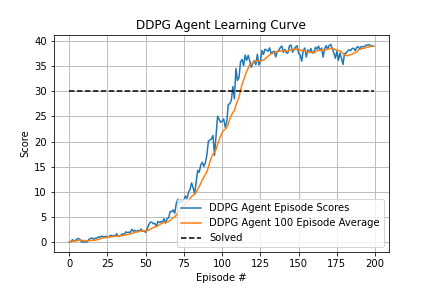 DDPG Agent Learning Curve
40
35
30
25
20
15
10
5
0
Score
DDPG Agent Episode Scores
DDPG Agent 100 Episode Average
Solved
0 25 50 75 100 125 150 175 200
Episode #